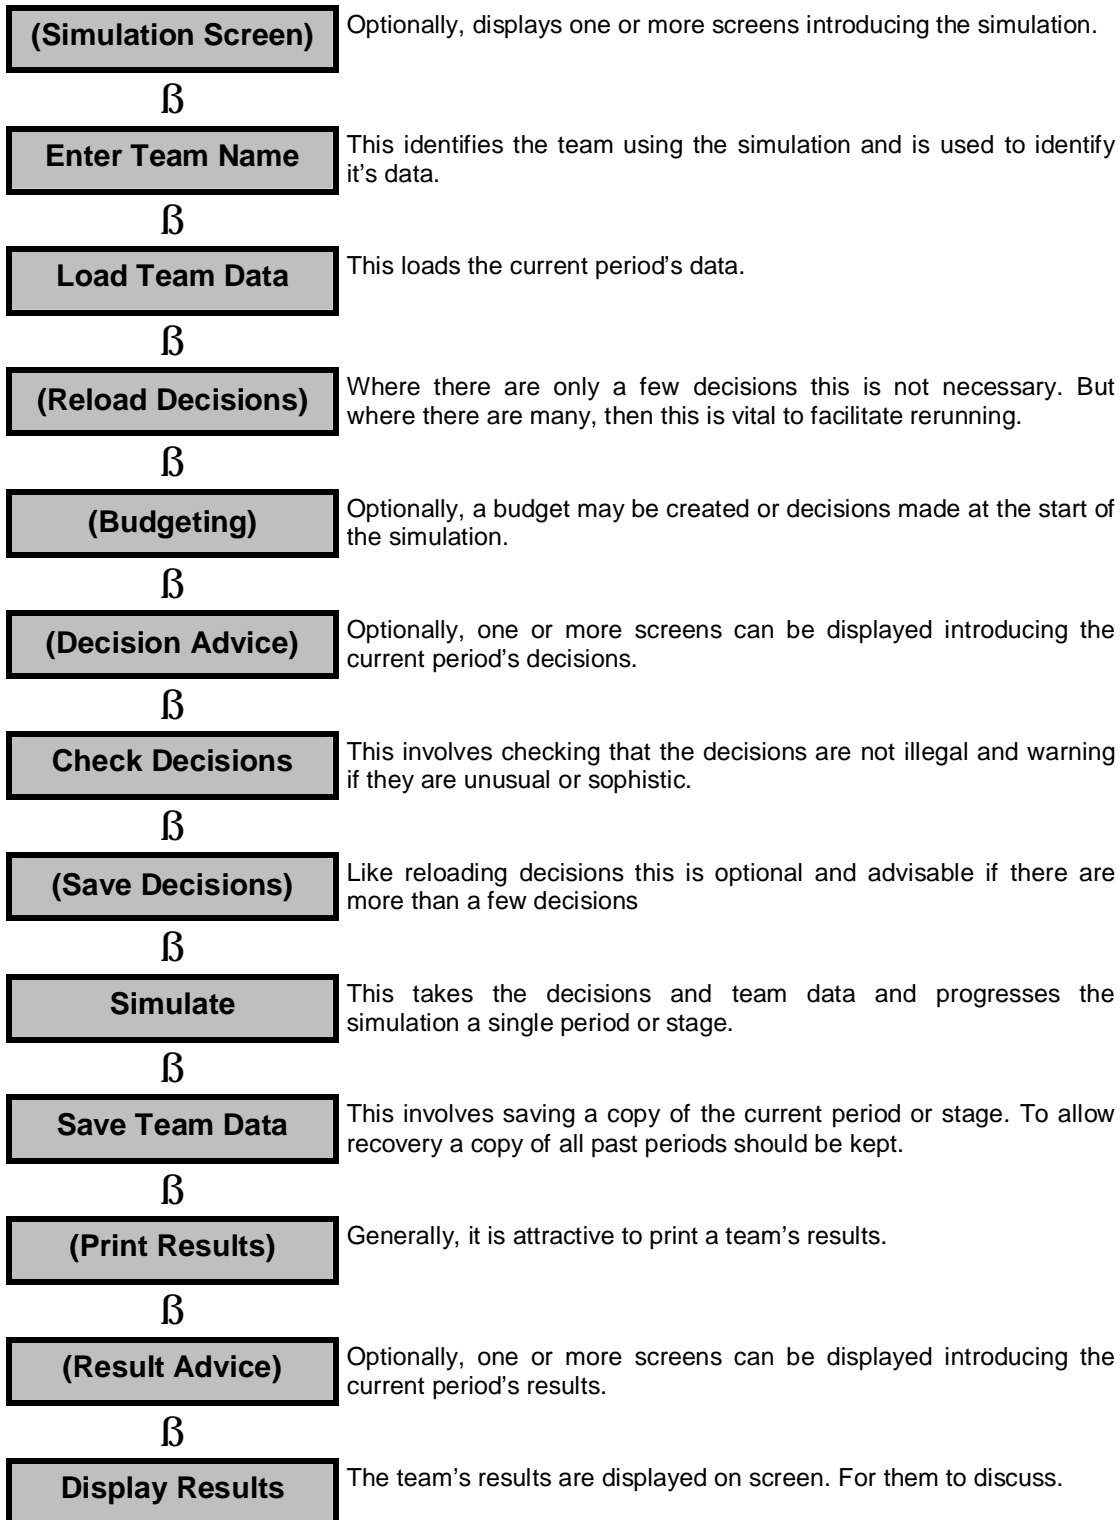 (Simulation Screen)
Optionally, displays one or more screens introducing the simulation.
ß
Enter Team Name
This identifies the team using the simulation and is used to identify
it's data.
ß
Load Team Data
This loads the current period's data.
ß
(Reload Decisions)
Where there are only a few decisions this is not necessary. But
where there are many, then this is vital to facilitate rerunning.
ß
(Budgeting)
Optionally, a budget may be created or decisions made at the start of
the simulation.
ß
(Decision Advice)
Optionally, one or more screens can be displayed introducing the
current period's decisions.
ß
Check Decisions
This involves checking that the decisions are not illegal and warning
if they are unusual or sophistic.
ß
(Save Decisions)
Like reloading decisions this is optional and advisable if there are
more than a few decisions
ß
Simulate
This takes the decisions and team data and progresses the
simulation a single period or stage.
ß
Save Team Data
This involves saving a copy of the current period or stage. To allow
recovery a copy of all past periods should be kept.
ß
(Print Results)
Generally, it is attractive to print a team's results.
ß
(Result Advice)
Optionally, one or more screens can be displayed introducing the
current period's results.
ß
Display Results
The team's results are displayed on screen. For them to discuss.